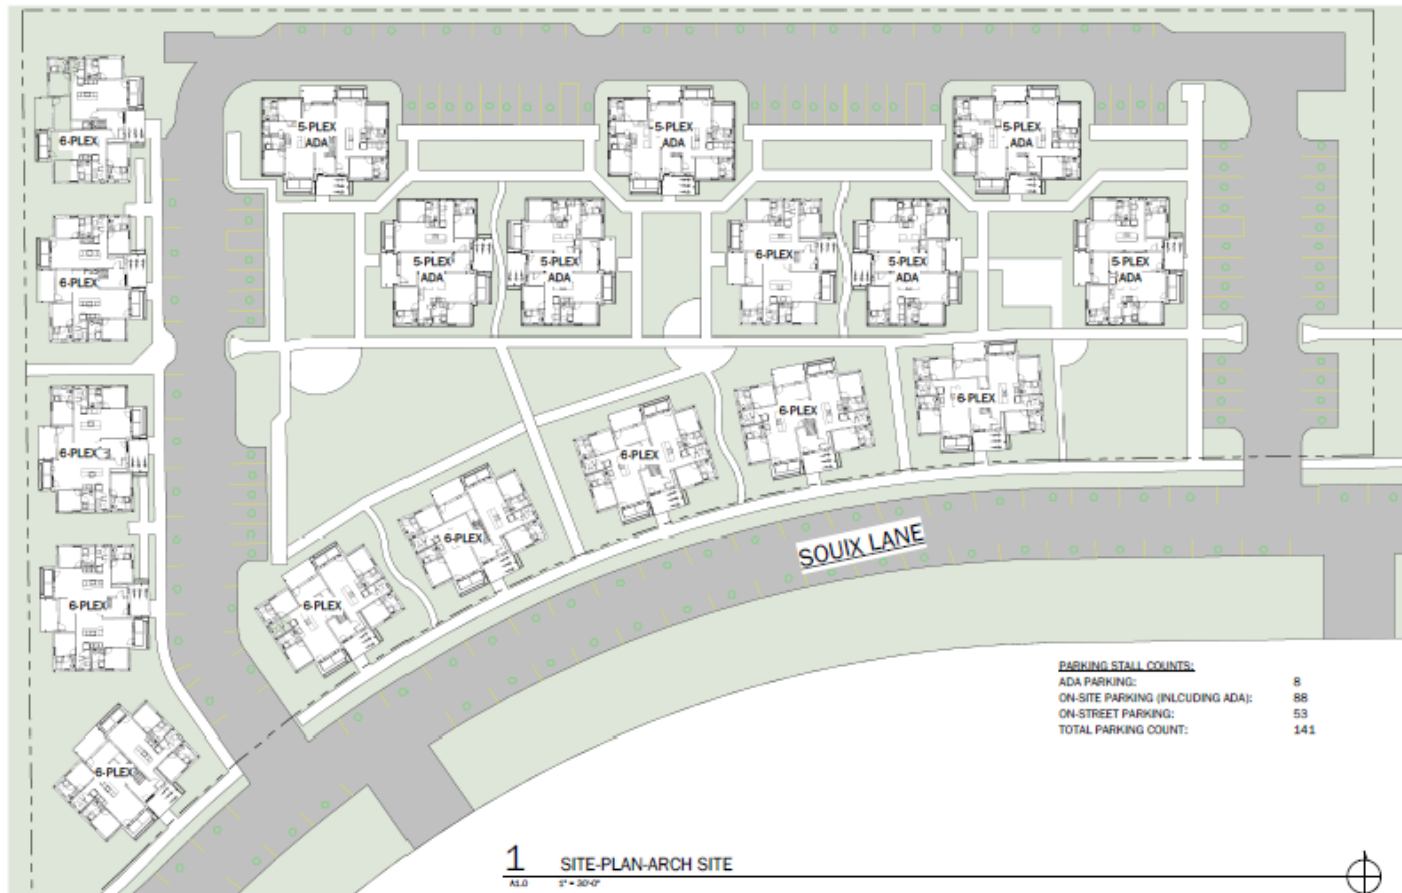 5-PLEX
ADA
5-PLEX
ADA
5-PLEX
ADA
6-PLEX
5-PLEX
ADA
5-PLEX
ADA
6-PLEX
5-PLEX
ADA
5-PLEX
ADA
6-PLEX
6-PLEX
6-PLEX
6-PLEX
6-PLEX
6-PLEX
6-PLEX
6-PLEX
6-PLEX
6-PLEX
SOUIX LANE
PARKING STALL COUNTS:
ADA PARKING: 8
ON-SITE PARKING (INLCUDING ADA): 88
ON-STREET PARKING: 53
TOTAL PARKING COUNT: 141
1 SITE-PLAN-ARCH SITE
A1.0 1" = 30'-0"